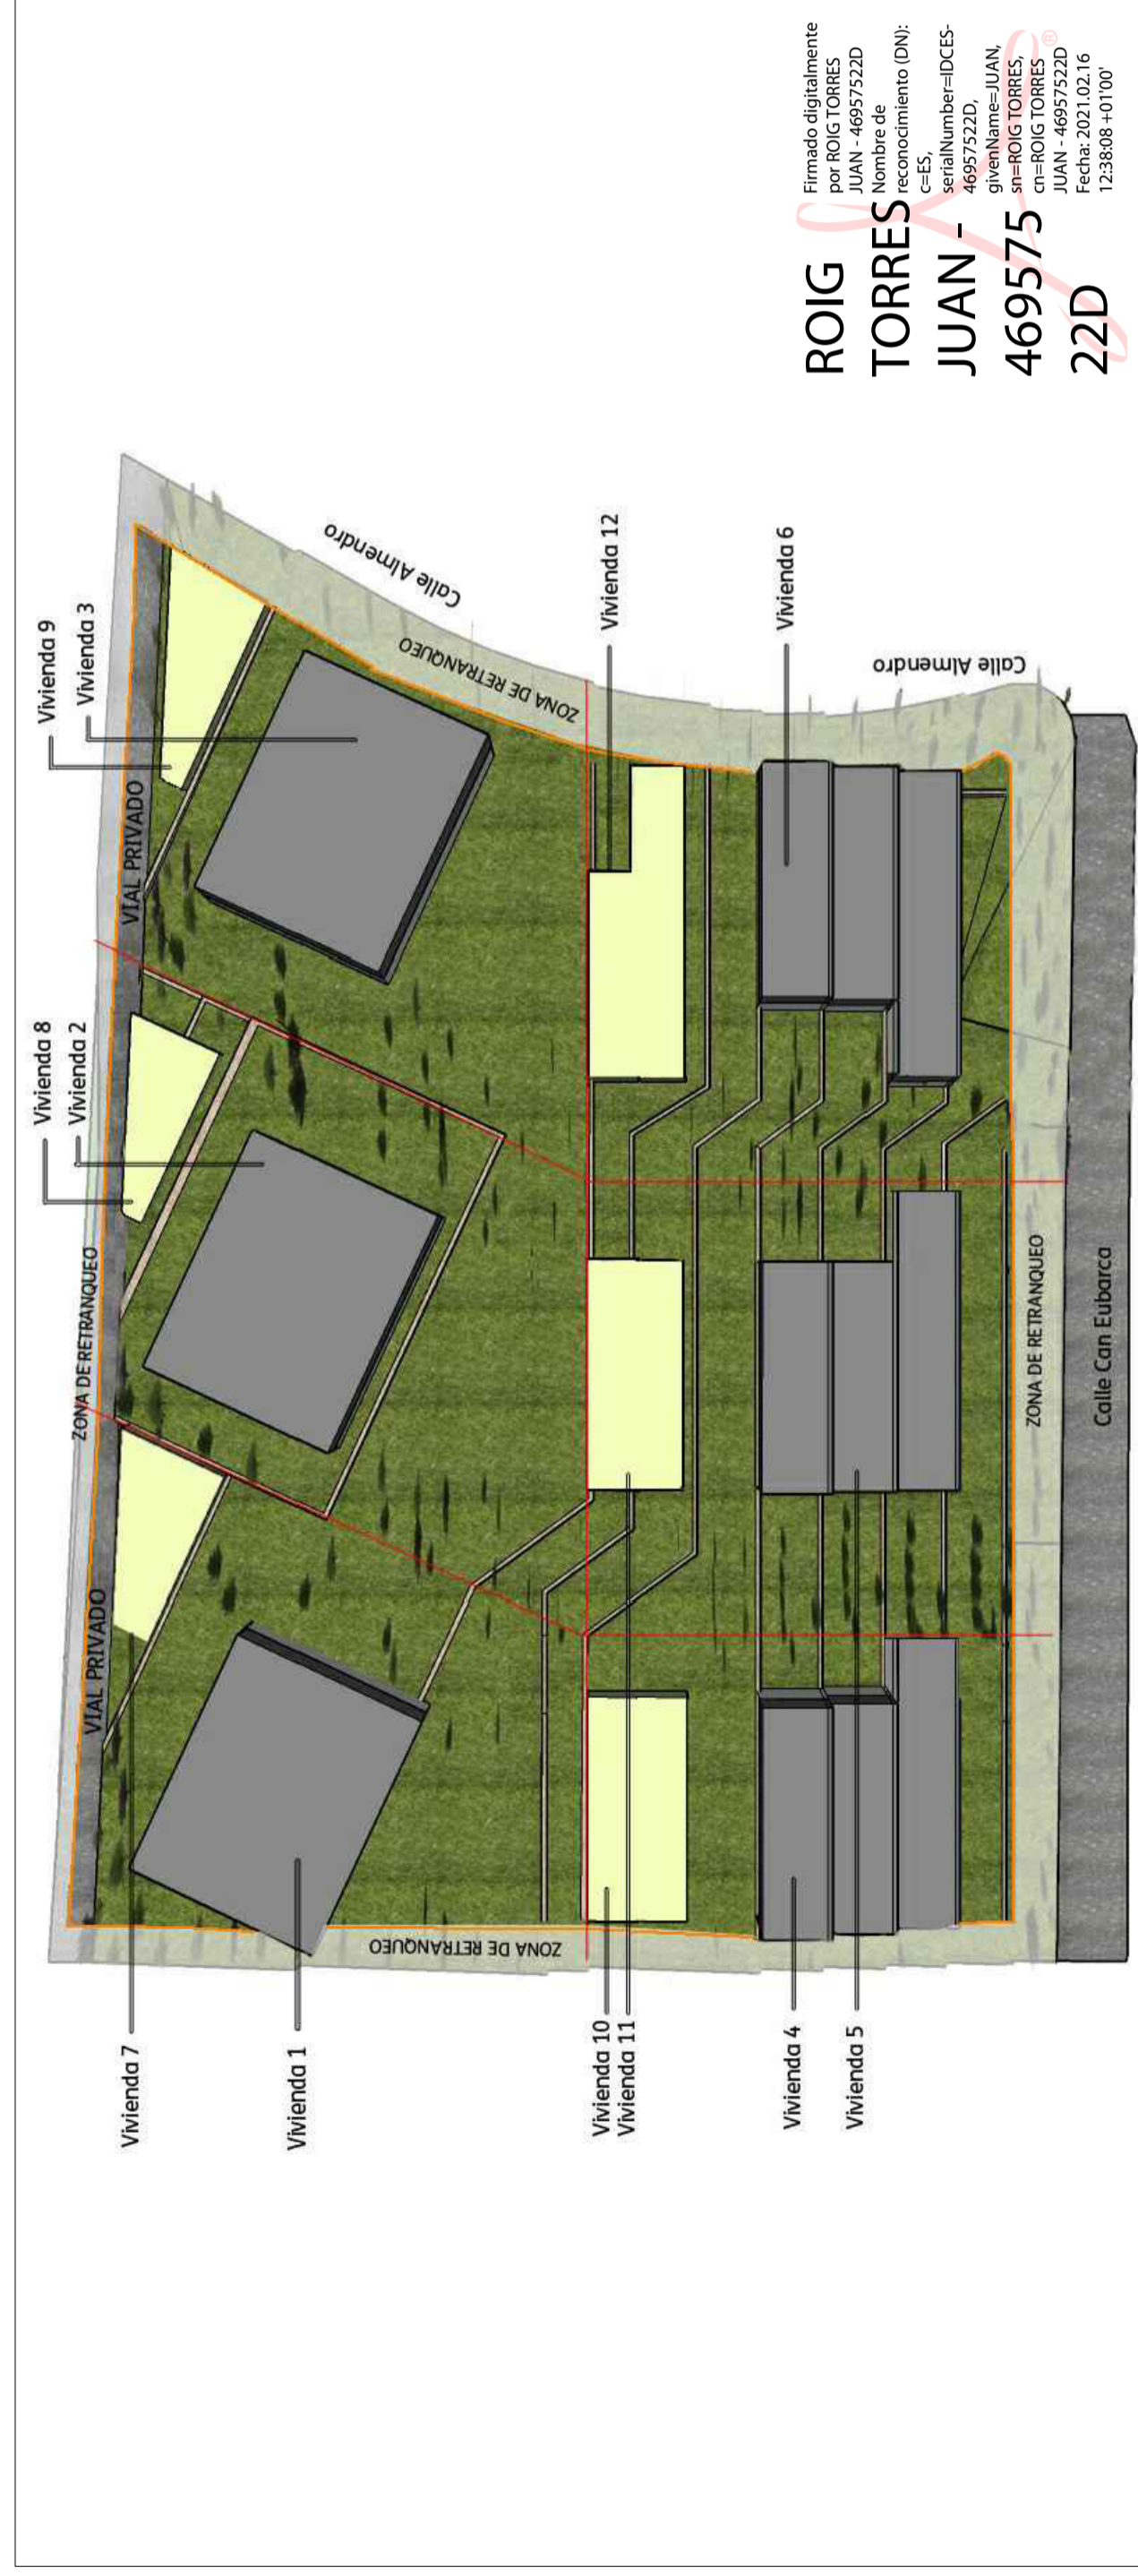 Vivienda 9
Vivienda 3
Vivienda 8
Vivienda 2
VIAL PRIVADO
Calle Almendro
ZONA DE RETRANQUEO
Vivienda 12
Vivienda 6
Calle Almendro
ZONA DE RETRANQUEO
ZONA DE RETRANQUEO
Calle Can Eubarca
VIAL PRIVADO
ZONA DE RETRANQUEO
Vivienda 7
Vivienda 1
Vivienda 10
Vivienda 11
Vivienda 4
Vivienda 5
ROIG
TORRES
JUAN -
469575
22D
Firmado digitalmente
por ROIG TORRES
JUAN - 46957522D
Nombre de
reconocimiento (DN):
c=ES,
serialNumber=IDCES-
46957522D,
givenName=JUAN,
sn=ROIG TORRES,
cn=ROIG TORRES
JUAN - 46957522D
Fecha: 2021.02.16
12:38:08 +01'00'
®